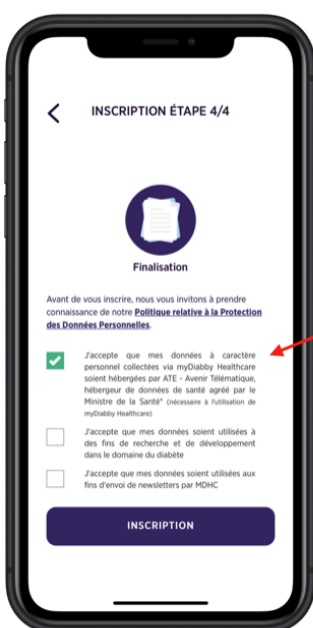 INSCRIPTION ÉTAPE 4/4
Finalisation
Avant de vous inscrire, nous vous invitons à prendre
connaissance de notre Politique relative à la Protection
des Données Personnelles.
J'accepte que mes données à caractère
personnel collectées via myDiabby Healthcare
soient hébergées par ATE - Avenir Télématique,
hébergeur de données de santé agréé par le
Ministre de la Santé* (nécessaire à l'utilisation de
myDiabby Healthcare)
J'accepte que mes données soient utilisées à
des fins de recherche et de développement
dans le domaine du diabète
J'accepte que mes données soient utilisées aux
fins d'envoi de newsletters par MDHC
INSCRIPTION